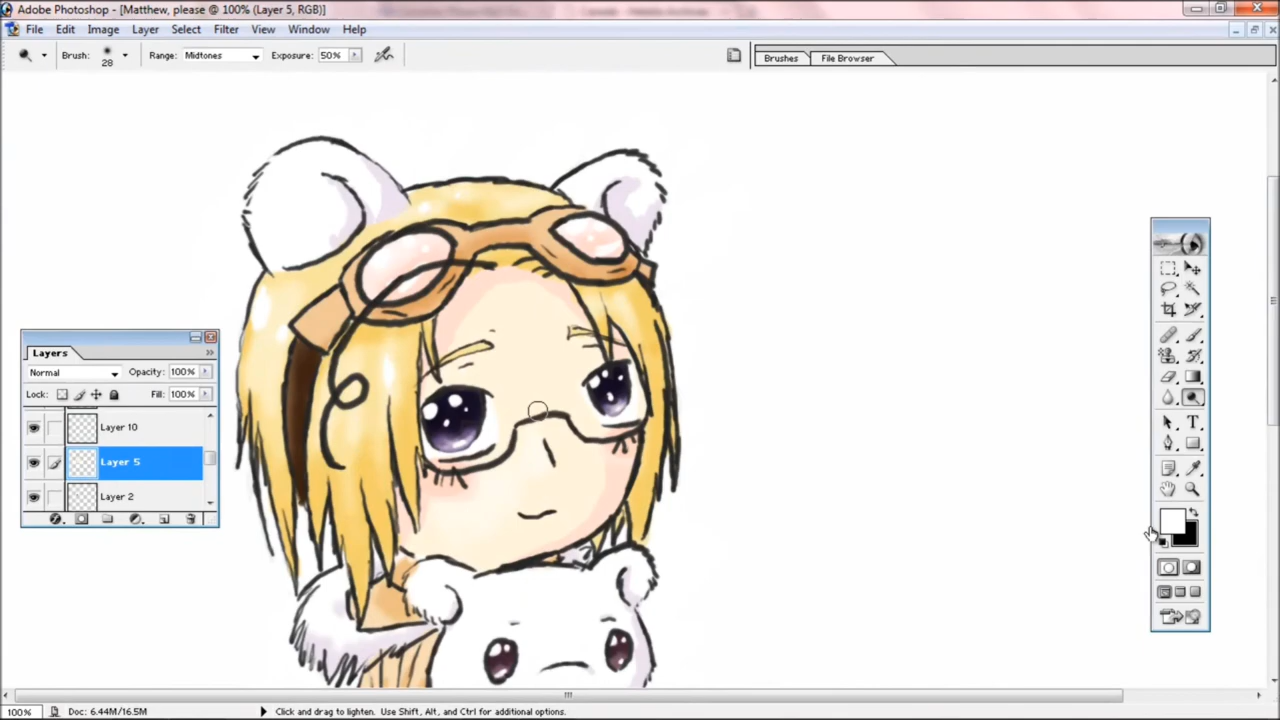 Adobe Photoshop - [Matthew, please @ 100% (Layer 5, RGB)]
File Edit Image Layer Select Filter View Window Help
Brush: 28 Range: Midtones Exposure: 50% Brushes File Browser
Layers
Normal Opacity: 100%
Lock: Fill: 100%
Layer 10
Layer 5
Layer 2
100% Doc: 6.44M/16.5M Click and drag to lighten. Use Shift, Alt, and Ctrl for additional options.